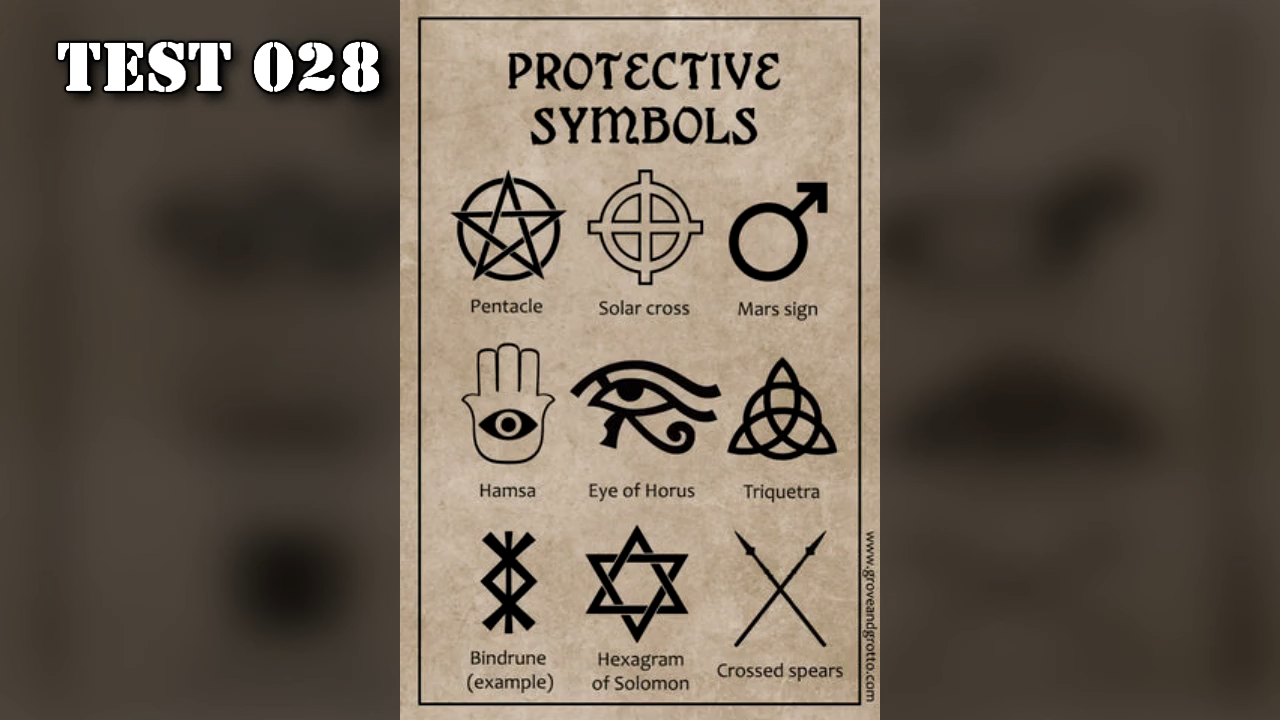 TEST 028
PROTECTIVE
SYMBOLS
Pentacle
Solar cross
Mars sign
Hamsa
Eye of Horus
Triquetra
Bindrune
(example)
Hexagram
of Solomon
Crossed spears
www.groveandgrotto.com